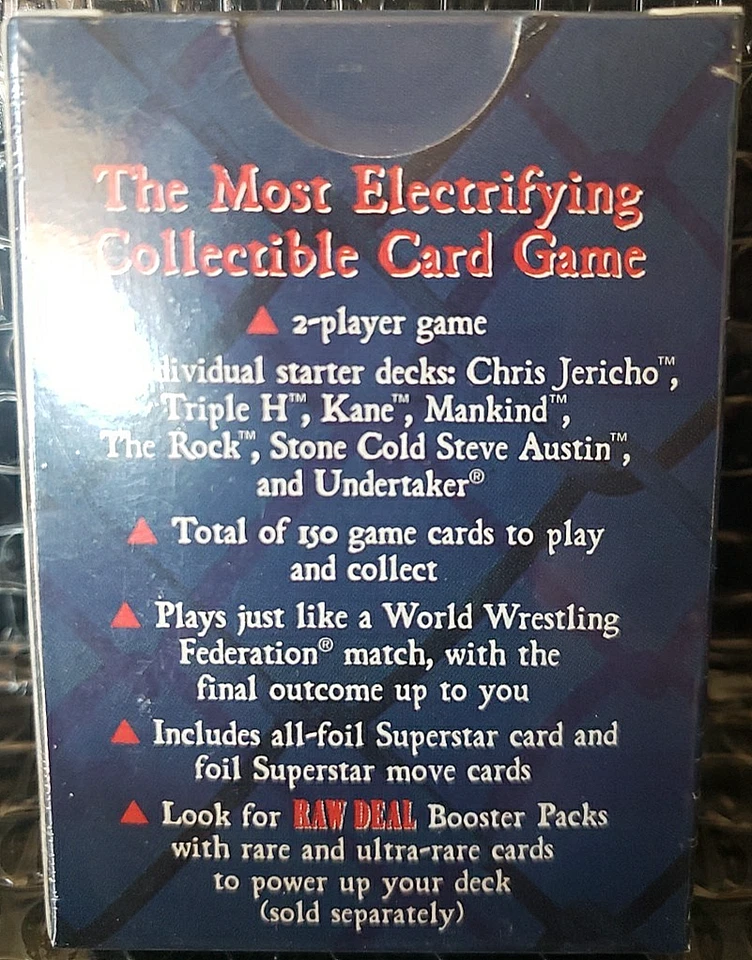 The Most Electrifying
Collectible Card Game
▲ 2-player game
dividual starter decks: Chris Jericho™,
Triple H™, Kane™, Mankind™,
The Rock™, Stone Cold Steve Austin™,
and Undertaker®
▲ Total of 150 game cards to play
and collect
▲ Plays just like a World Wrestling
Federation® match, with the
final outcome up to you
▲ Includes all-foil Superstar card and
foil Superstar move cards
▲ Look for RAW DEAL Booster Packs
with rare and ultra-rare cards
to power up your deck
(sold separately)